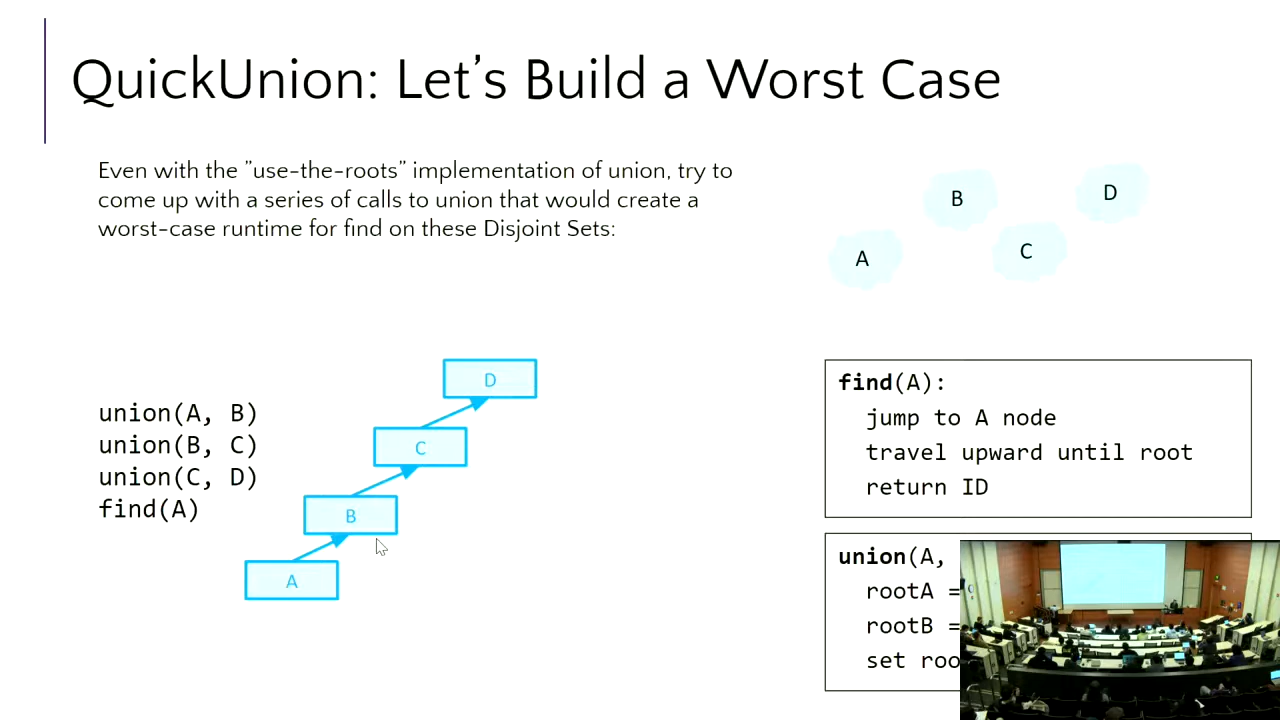 QuickUnion: Let's Build a Worst Case
Even with the "use-the-roots" implementation of union, try to
come up with a series of calls to union that would create a
worst-case runtime for find on these Disjoint Sets:
A
B
C
D
union(A, B)
union(B, C)
union(C, D)
find(A)
D
C
B
A
find(A):
jump to A node
travel upward until root
return ID
union(A,
rootA =
rootB =
set